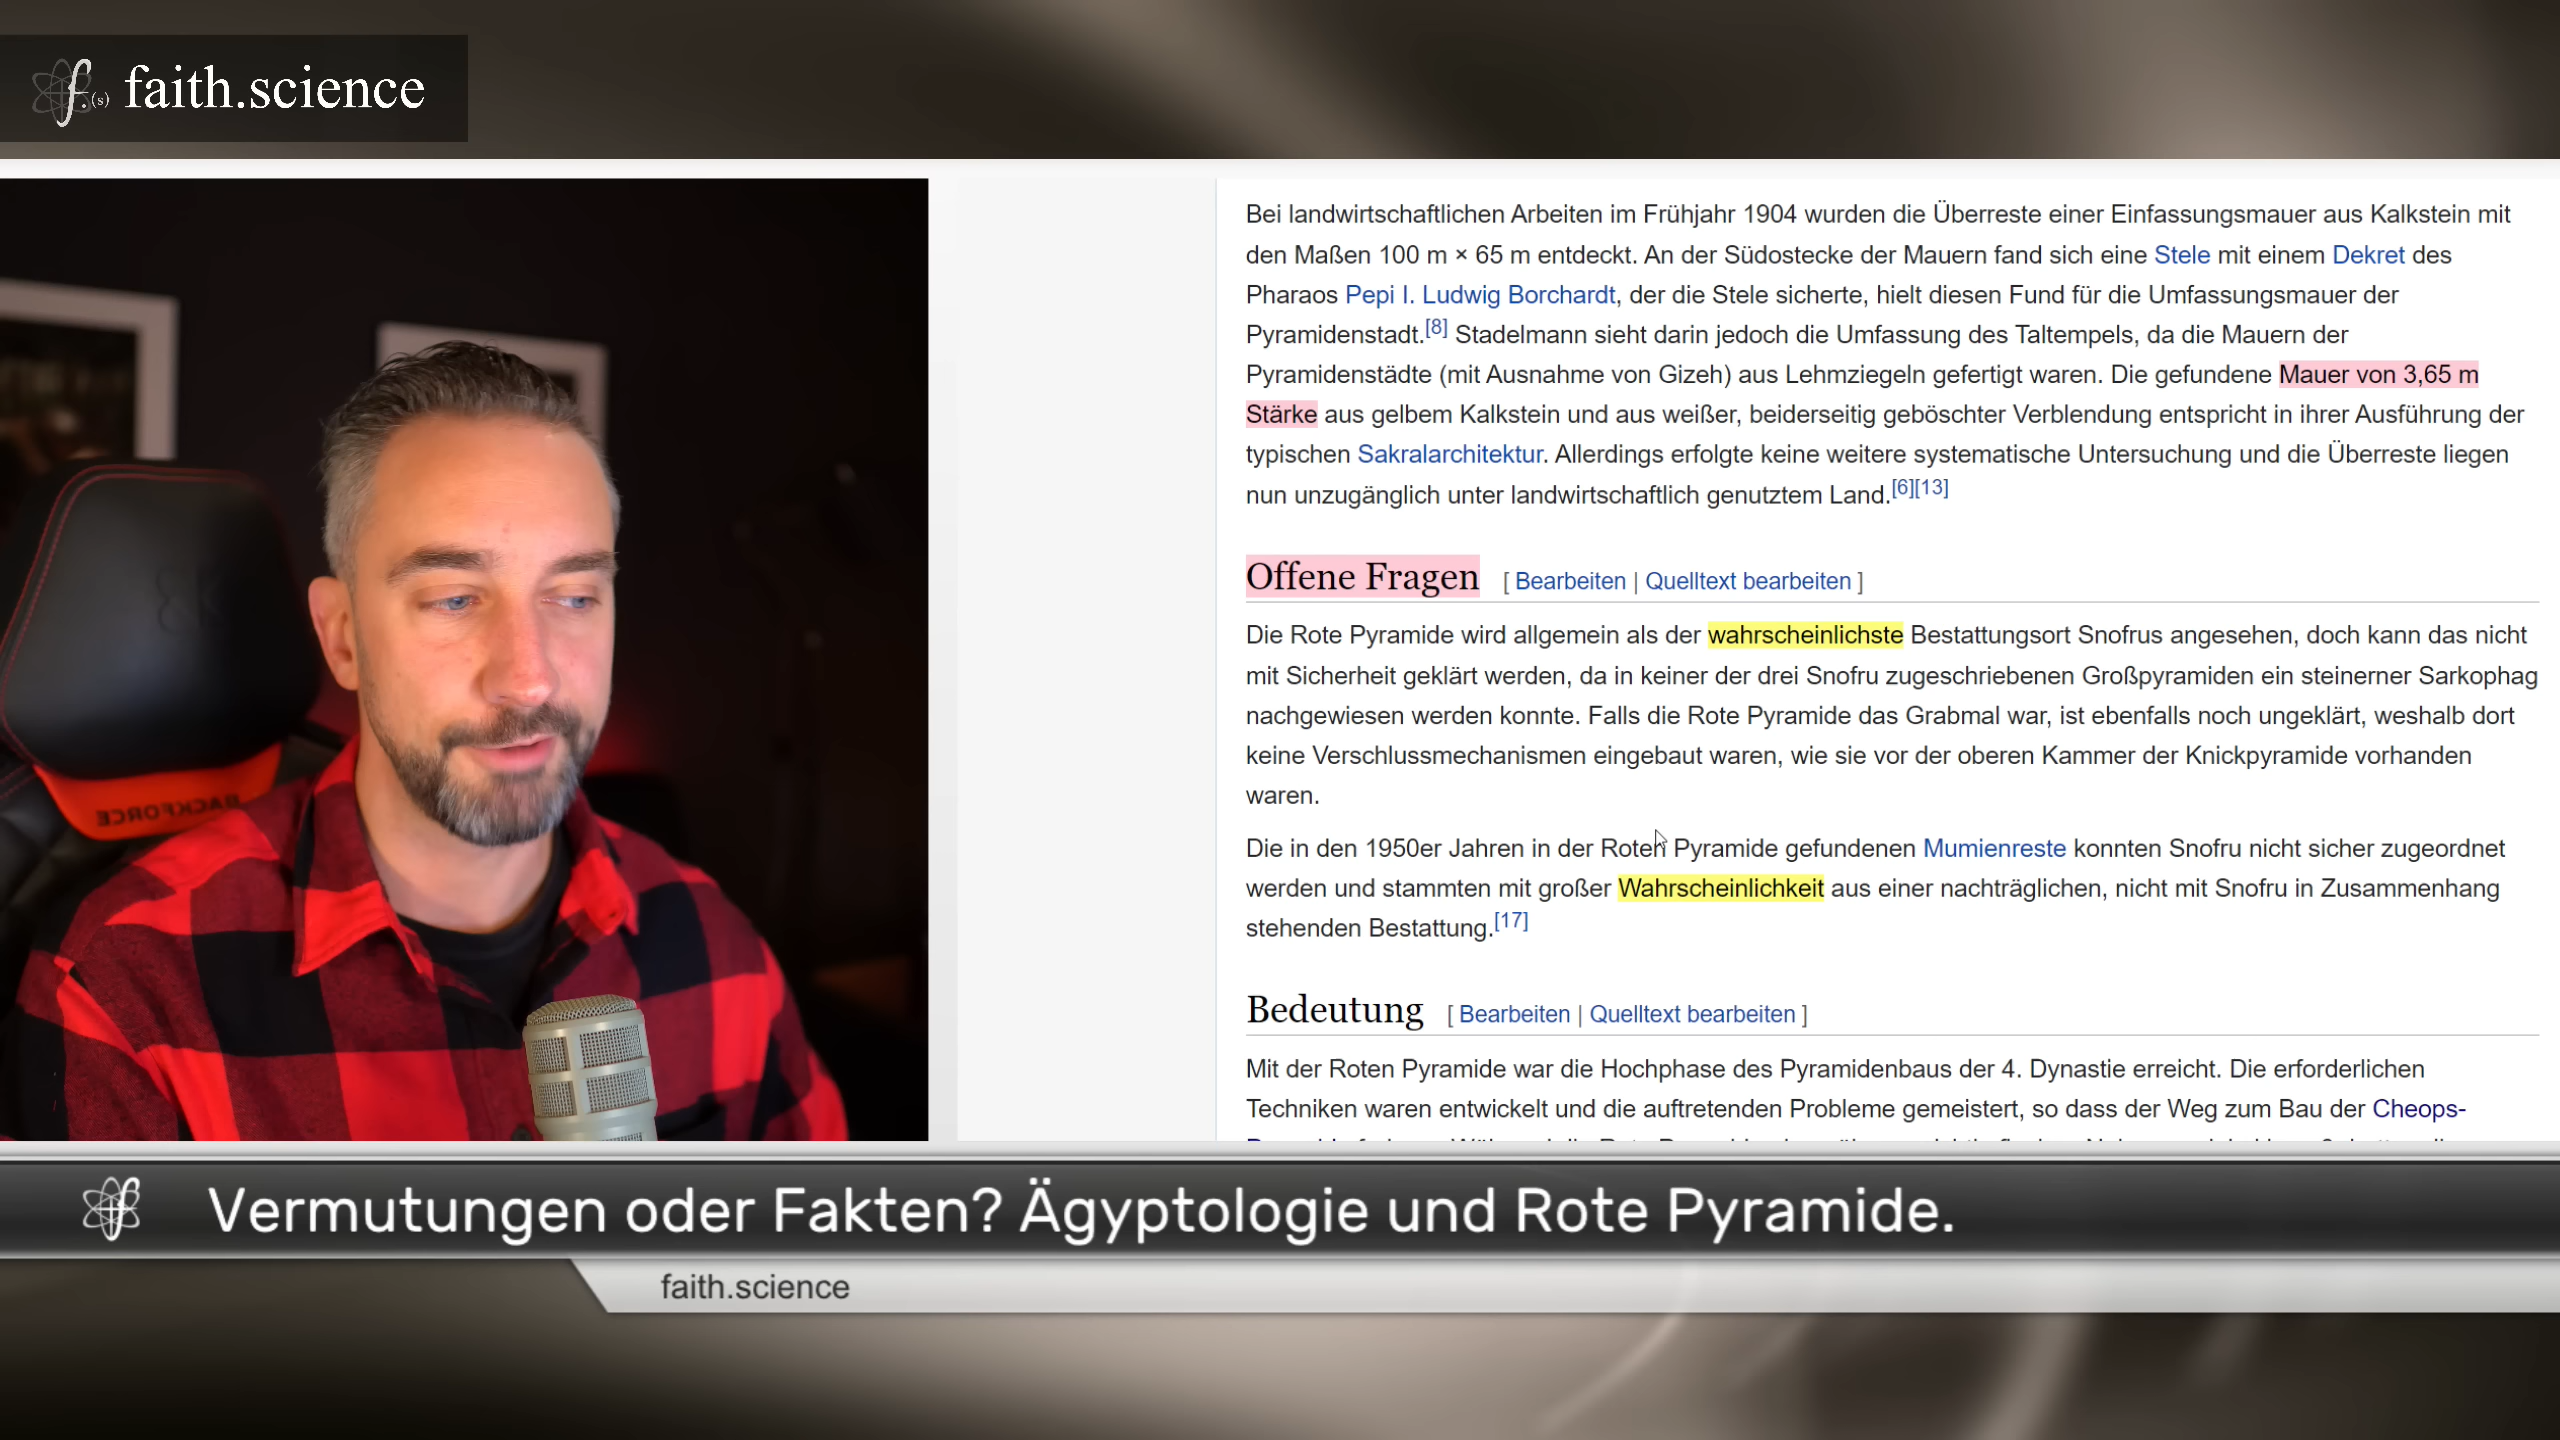 f.(s) faith.science
Bei landwirtschaftlichen Arbeiten im Frühjahr 1904 wurden die Überreste einer Einfassungsmauer aus Kalkstein mit
den Maßen 100 m × 65 m entdeckt. An der Südostecke der Mauern fand sich eine Stele mit einem Dekret des
Pharaos Pepi I. Ludwig Borchardt, der die Stele sicherte, hielt diesen Fund für die Umfassungsmauer der
Pyramidenstadt.[8] Stadelmann sieht darin jedoch die Umfassung des Taltempels, da die Mauern der
Pyramidenstädte (mit Ausnahme von Gizeh) aus Lehmziegeln gefertigt waren. Die gefundene Mauer von 3,65 m
Stärke aus gelbem Kalkstein und aus weißer, beiderseitig geböschter Verblendung entspricht in ihrer Ausführung der
typischen Sakralarchitektur. Allerdings erfolgte keine weitere systematische Untersuchung und die Überreste liegen
nun unzugänglich unter landwirtschaftlich genutztem Land.[6][13]
Offene Fragen [ Bearbeiten | Quelltext bearbeiten ]
Die Rote Pyramide wird allgemein als der wahrscheinlichste Bestattungsort Snofrus angesehen, doch kann das nicht
mit Sicherheit geklärt werden, da in keiner der drei Snofru zugeschriebenen Großpyramiden ein steinerner Sarkophag
nachgewiesen werden konnte. Falls die Rote Pyramide das Grabmal war, ist ebenfalls noch ungeklärt, weshalb dort
keine Verschlussmechanismen eingebaut waren, wie sie vor der oberen Kammer der Knickpyramide vorhanden
waren.
Die in den 1950er Jahren in der Roten Pyramide gefundenen Mumienreste konnten Snofru nicht sicher zugeordnet
werden und stammten mit großer Wahrscheinlichkeit aus einer nachträglichen, nicht mit Snofru in Zusammenhang
stehenden Bestattung.[17]
Bedeutung [ Bearbeiten | Quelltext bearbeiten ]
Mit der Roten Pyramide war die Hochphase des Pyramidenbaus der 4. Dynastie erreicht. Die erforderlichen
Techniken waren entwickelt und die auftretenden Probleme gemeistert, so dass der Weg zum Bau der Cheops-
BACKFORCE
Vermutungen oder Fakten? Ägyptologie und Rote Pyramide.
faith.science